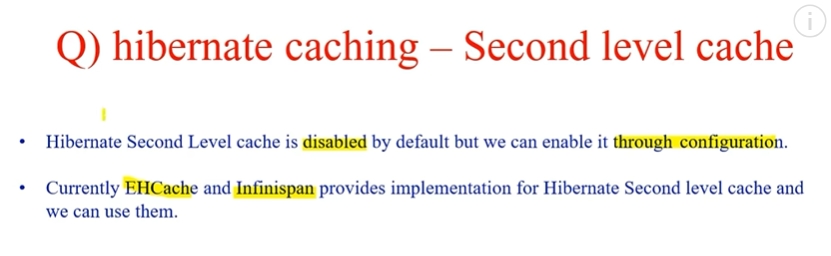 Q) hibernate caching – Second level cache
• Hibernate Second Level cache is disabled by default but we can enable it through configuration.
• Currently EHCache and Infinispan provides implementation for Hibernate Second level cache and
we can use them.